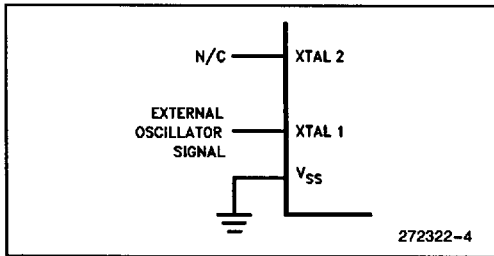 N/C XTAL 2
EXTERNAL
OSCILLATOR XTAL 1
SIGNAL
VSS
272322-4